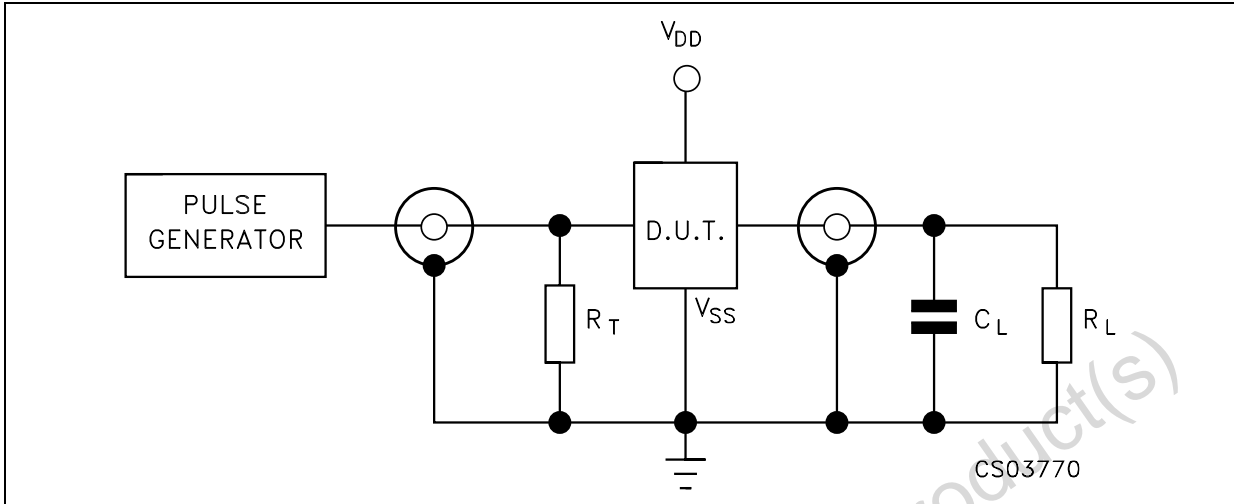 VDD
PULSE
GENERATOR
D.U.T.
VSS
RT
CL
RL
CS03770